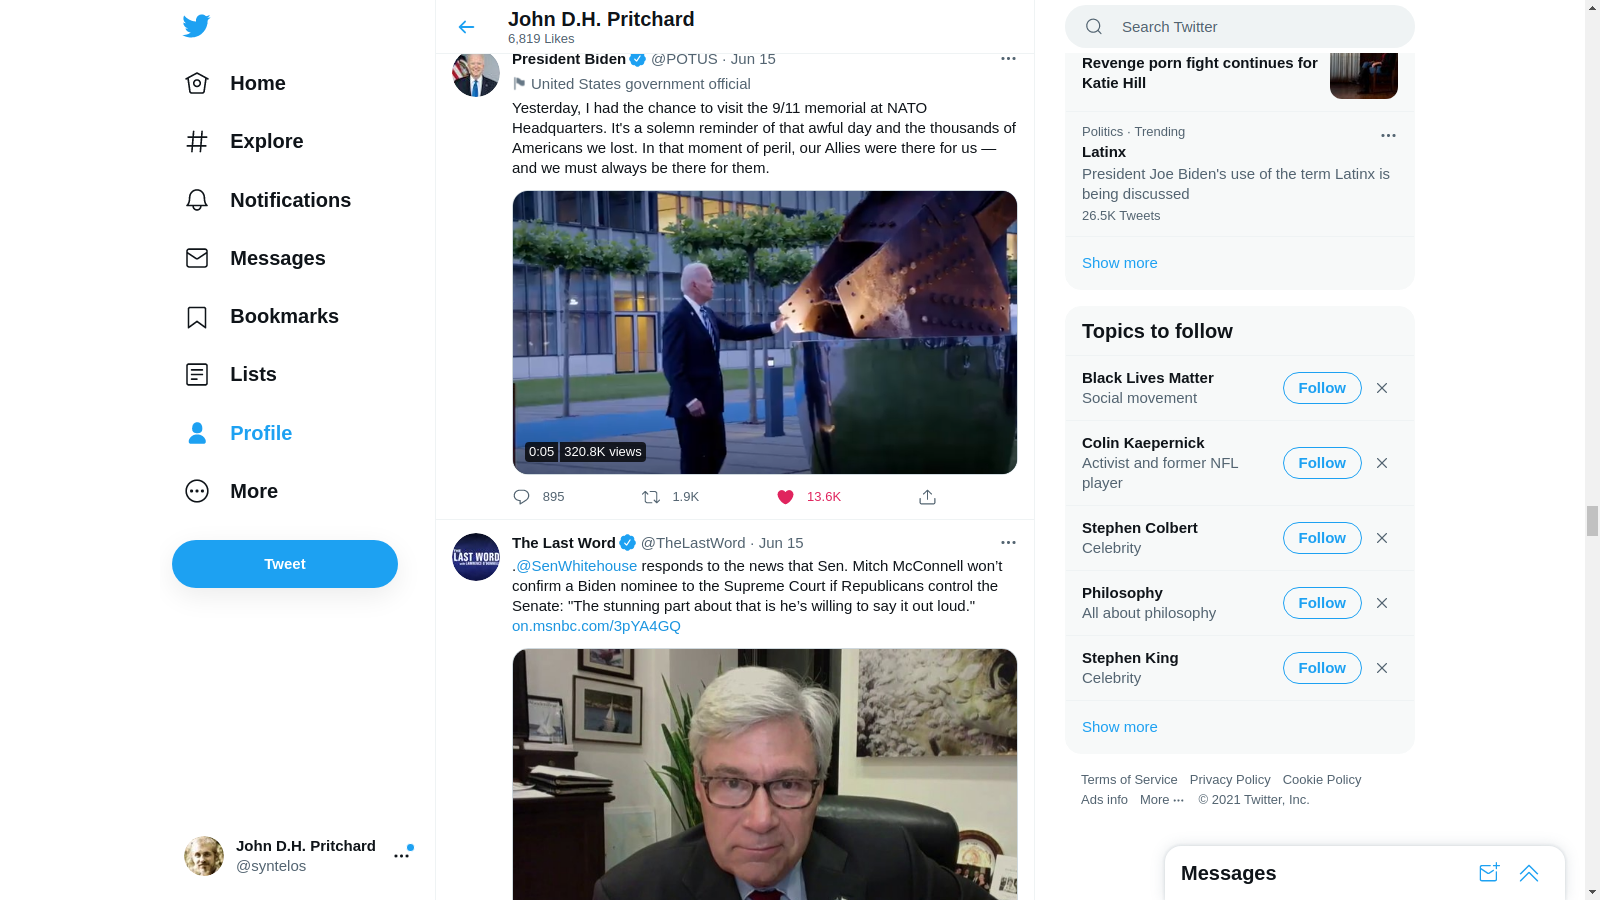 Home
Explore
Notifications
Messages
Bookmarks
Lists
Profile
More
Tweet
John D.H. Pritchard
@syntelos
John D.H. Pritchard
6,819 Likes
President Biden @POTUS · Jun 15
United States government official
Yesterday, I had the chance to visit the 9/11 memorial at NATO
Headquarters. It's a solemn reminder of that awful day and the thousands of
Americans we lost. In that moment of peril, our Allies were there for us —
and we must always be there for them.
0:05 320.8K views
895 1.9K 13.6K
The Last Word @TheLastWord · Jun 15
THE
LAST WORD
.@SenWhitehouse responds to the news that Sen. Mitch McConnell won’t
confirm a Biden nominee to the Supreme Court if Republicans control the
Senate: "The stunning part about that is he’s willing to say it out loud."
on.msnbc.com/3pYA4GQ
Search Twitter
Revenge porn fight continues for
Katie Hill
Politics · Trending
Latinx
President Joe Biden's use of the term Latinx is
being discussed
26.5K Tweets
Show more
Topics to follow
Black Lives Matter
Social movement
Follow
Colin Kaepernick
Activist and former NFL
player
Follow
Stephen Colbert
Celebrity
Follow
Philosophy
All about philosophy
Follow
Stephen King
Celebrity
Follow
Show more
Terms of Service Privacy Policy Cookie Policy
Ads info More ··· © 2021 Twitter, Inc.
Messages